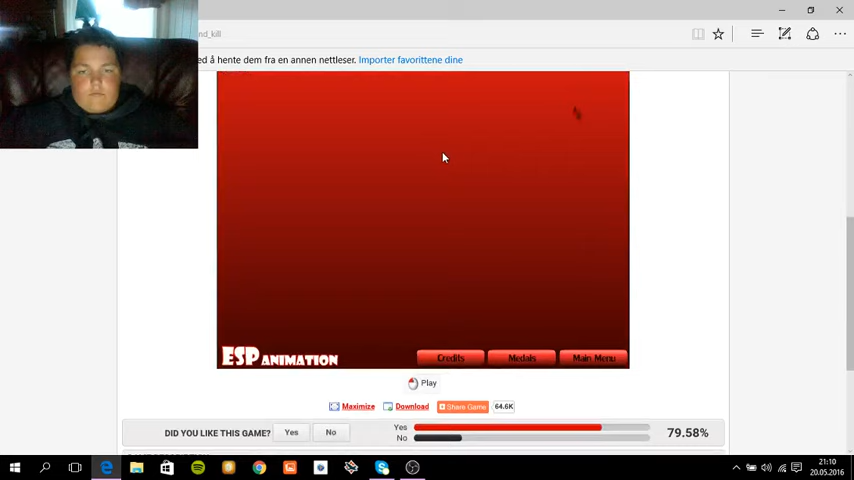 nd_kill
ed å hente dem fra en annen nettleser. Importer favorittene dine
ESP ANIMATION
Credits Medals Main Menu
Play
Maximize Download Share Game 64.6K
DID YOU LIKE THIS GAME? Yes No Yes 79.58%
No
21:10
20.05.2016